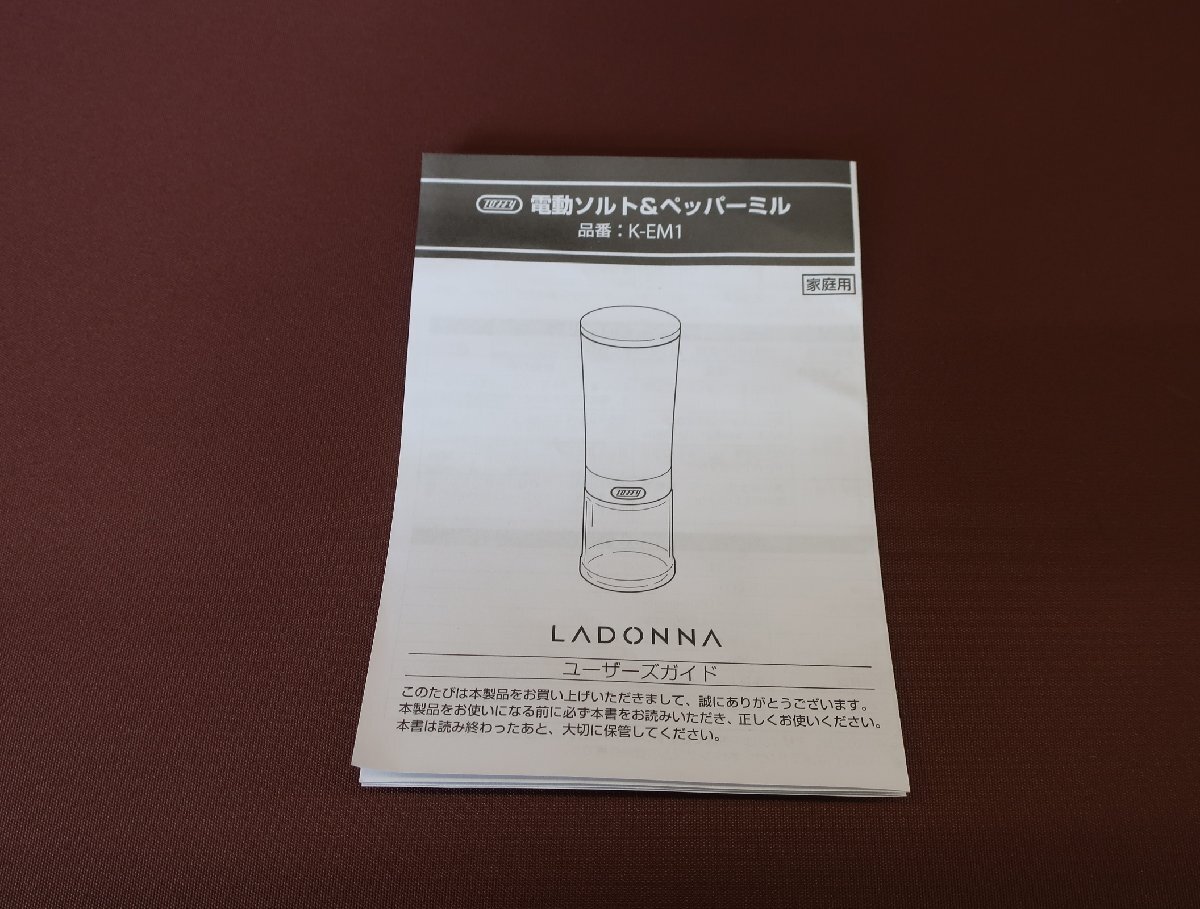 TOFFY 電動ソルト&ペッパーミル
品番：K-EM1
家庭用
TOFFY
LADONNA
ユーザーズガイド
このたびは本製品をお買い上げいただきまして、誠にありがとうございます。
本製品をお使いになる前に必ず本書をお読みいただき、正しくお使いください。
本書は読み終わったあと、大切に保管してください。